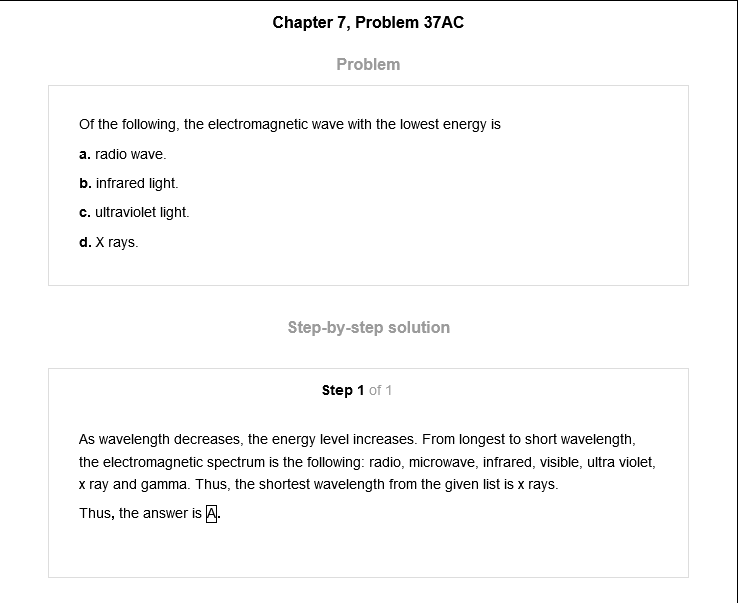 Chapter 7, Problem 37AC
Problem
Of the following, the electromagnetic wave with the lowest energy is
a. radio wave.
b. infrared light.
c. ultraviolet light.
d. X rays.
Step-by-step solution
Step 1 of 1
As wavelength decreases, the energy level increases. From longest to short wavelength,
the electromagnetic spectrum is the following: radio, microwave, infrared, visible, ultra violet,
x ray and gamma. Thus, the shortest wavelength from the given list is x rays.
Thus, the answer is A.